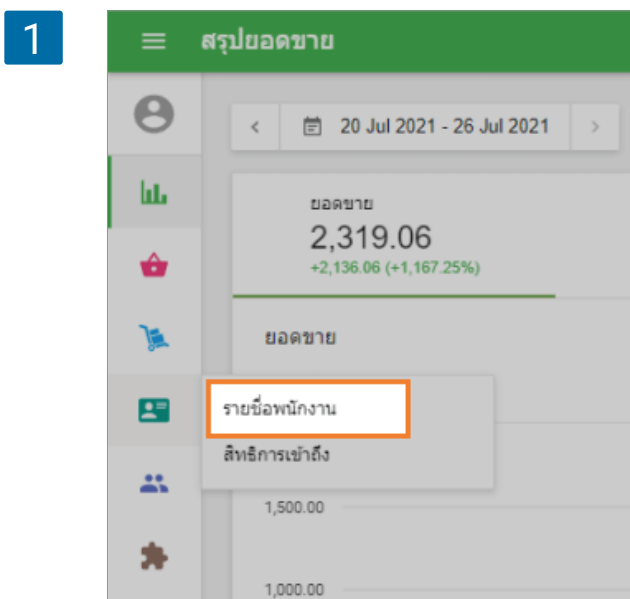 1
สรุปยอดขาย
20 Jul 2021 - 26 Jul 2021
ยอดขาย
2,319.06
+2,136.06 (+1,167.25%)
ยอดขาย
รายชื่อพนักงาน
สิทธิการเข้าถึง
1,500.00
1,000.00